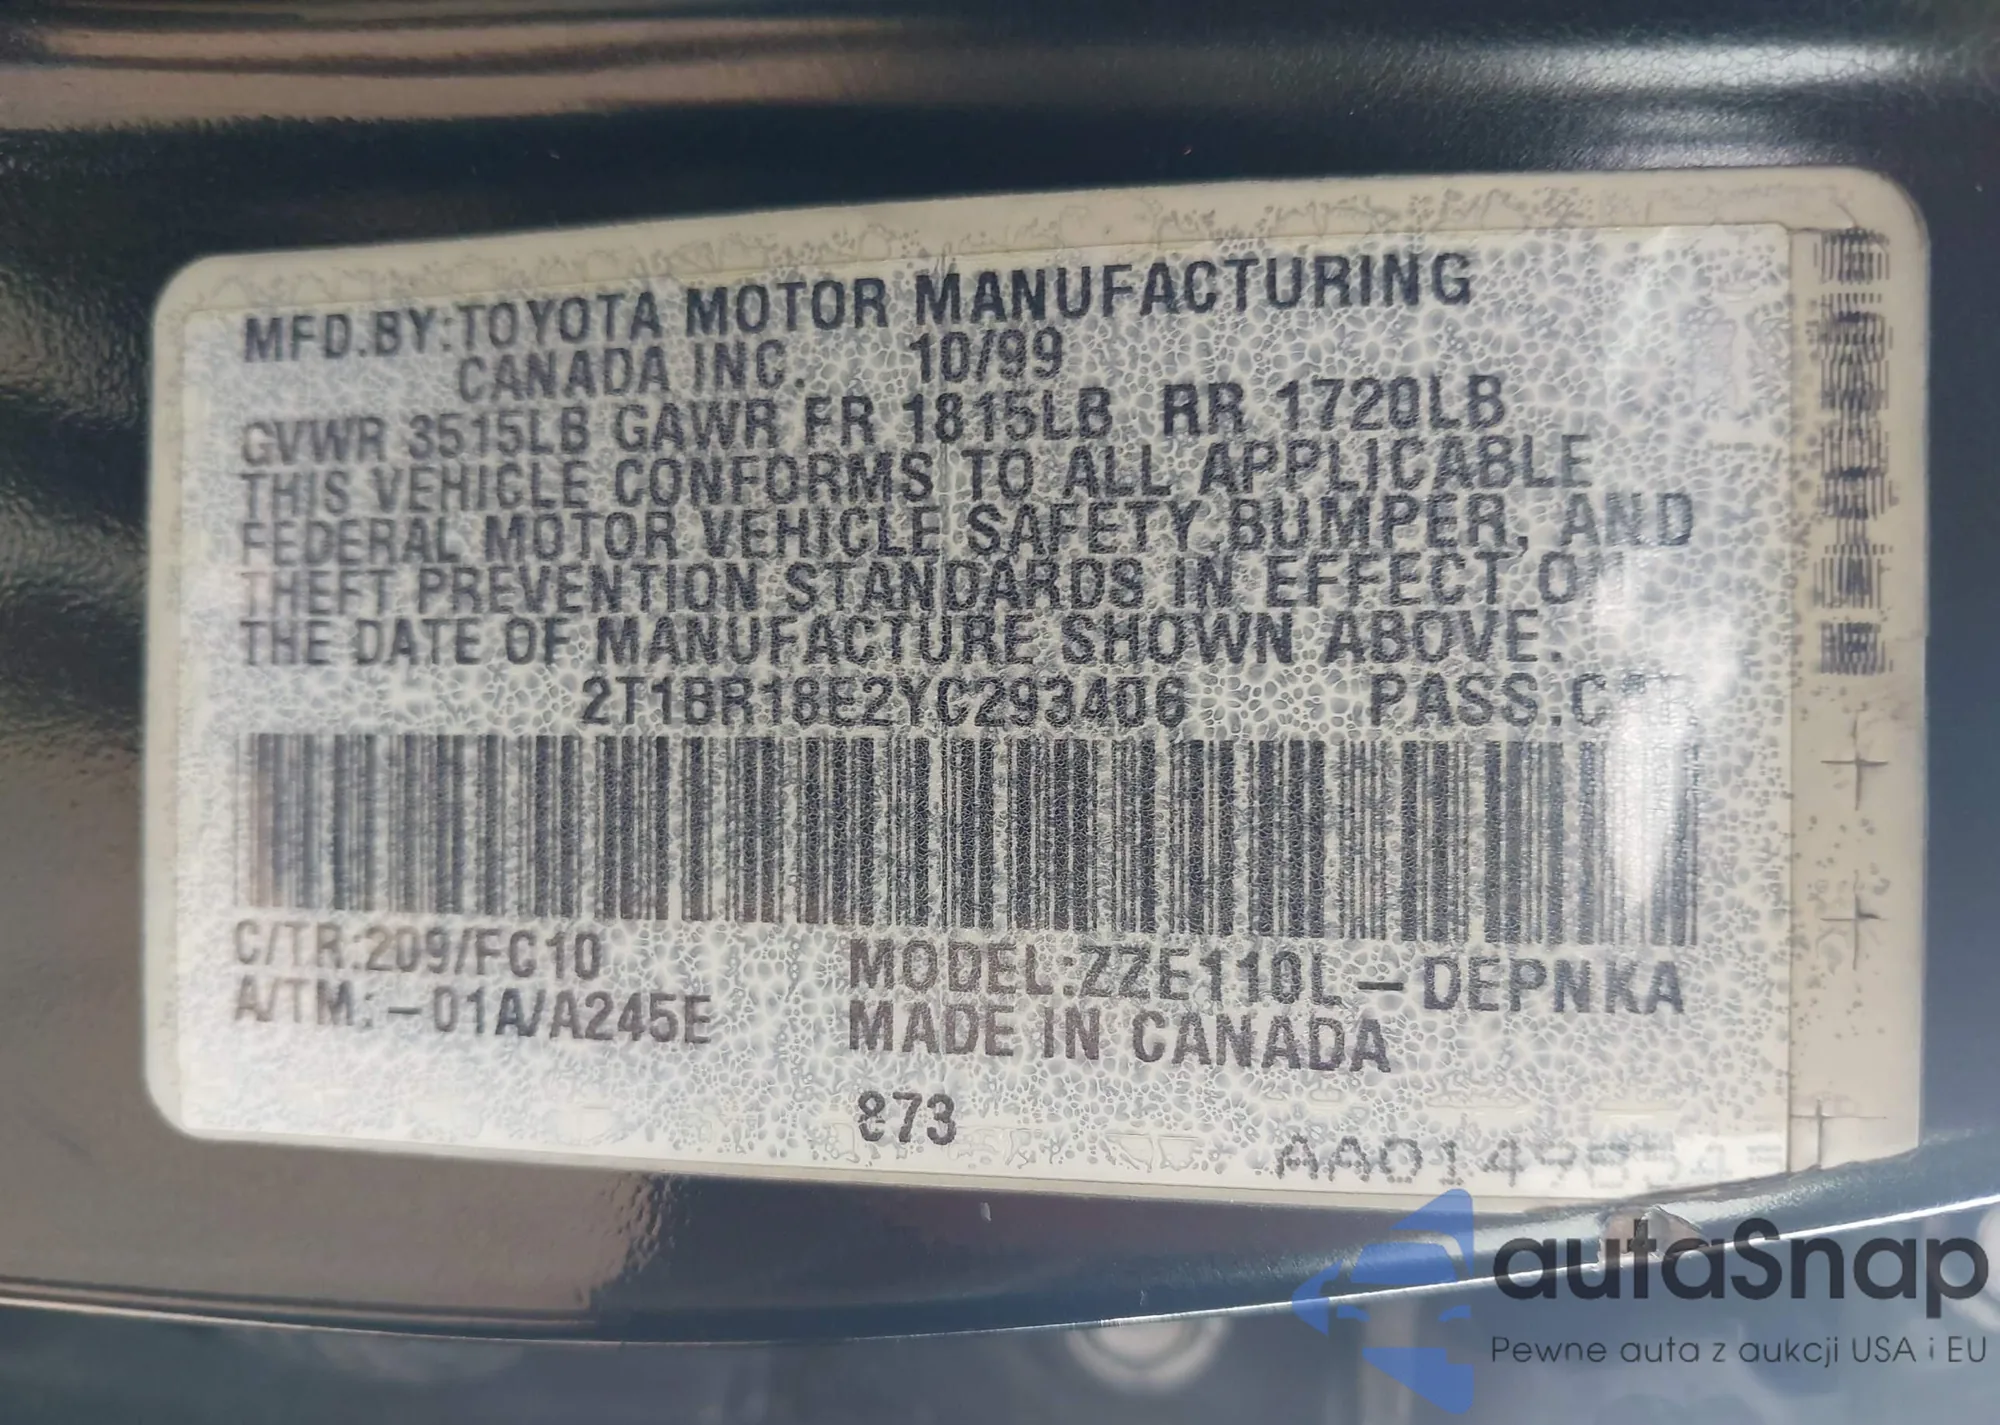 MFD.BY:TOYOTA MOTOR MANUFACTURING
CANADA INC. 10/99
GVWR 3515LB GAWR FR 1815LB RR 1720LB
THIS VEHICLE CONFORMS TO ALL APPLICABLE
FEDERAL MOTOR VEHICLE SAFETY,BUMPER, AND
THEFT PREVENTION STANDARDS IN EFFECT
THE DATE OF MANUFACTURE SHOWN ABOVE.
2T1BR18E2YC293406 PASS.CAR
C/TR:209/FC10
A/TM:-01A/A245E
MODEL:ZZE110L-DEPNKA
MADE IN CANADA
873
autaSnap
Pewne auta z aukcji USA i EU